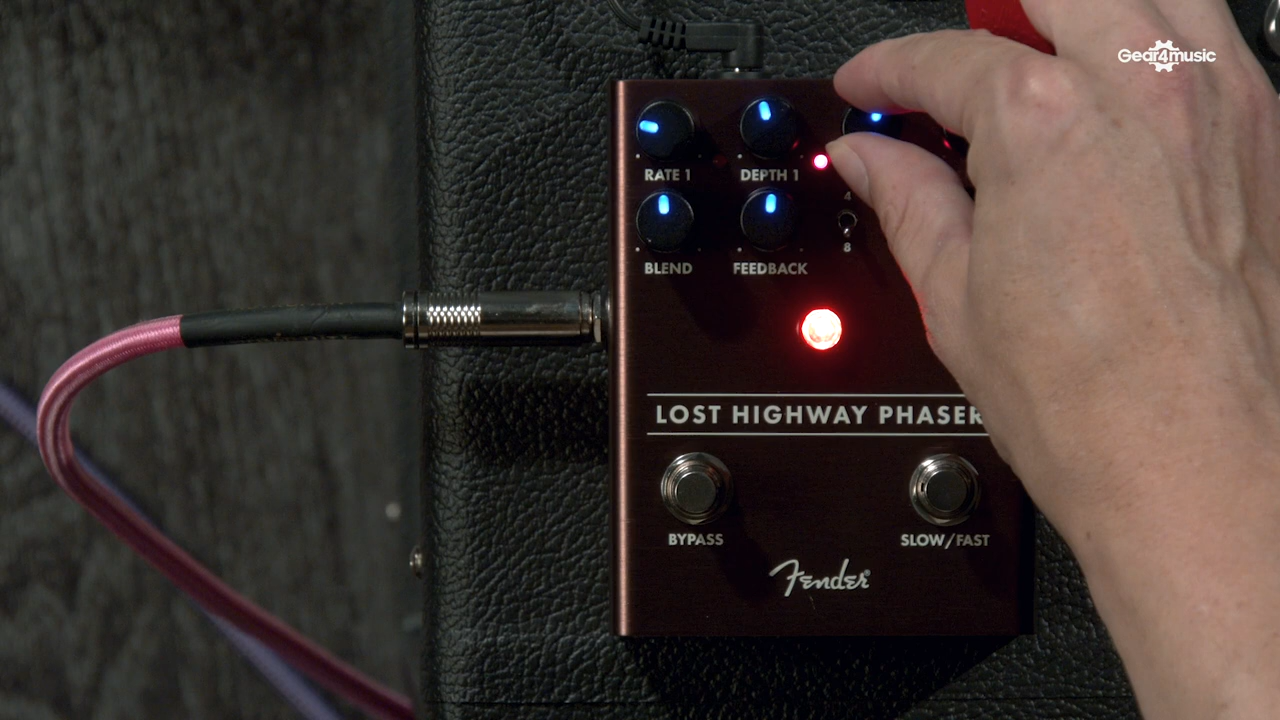 Gear4music
RATE 1 DEPTH 1
4
8
BLEND FEEDBACK
LOST HIGHWAY PHASER
BYPASS SLOW/FAST
Fender®